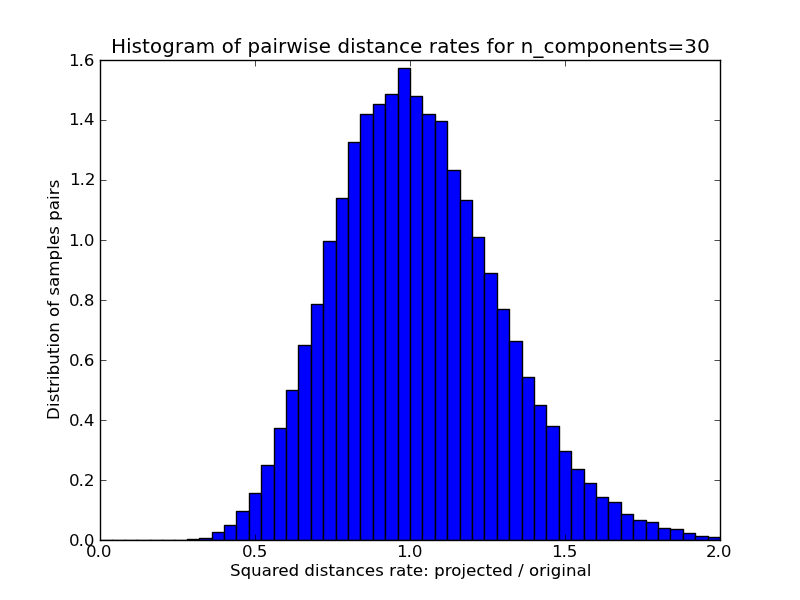 Histogram of pairwise distance rates for n_components=30
1.6
1.4
1.2
1.0
0.8
0.6
0.4
0.2
0.0
Distribution of samples pairs
0.0 0.5 1.0 1.5 2.0
Squared distances rate: projected / original